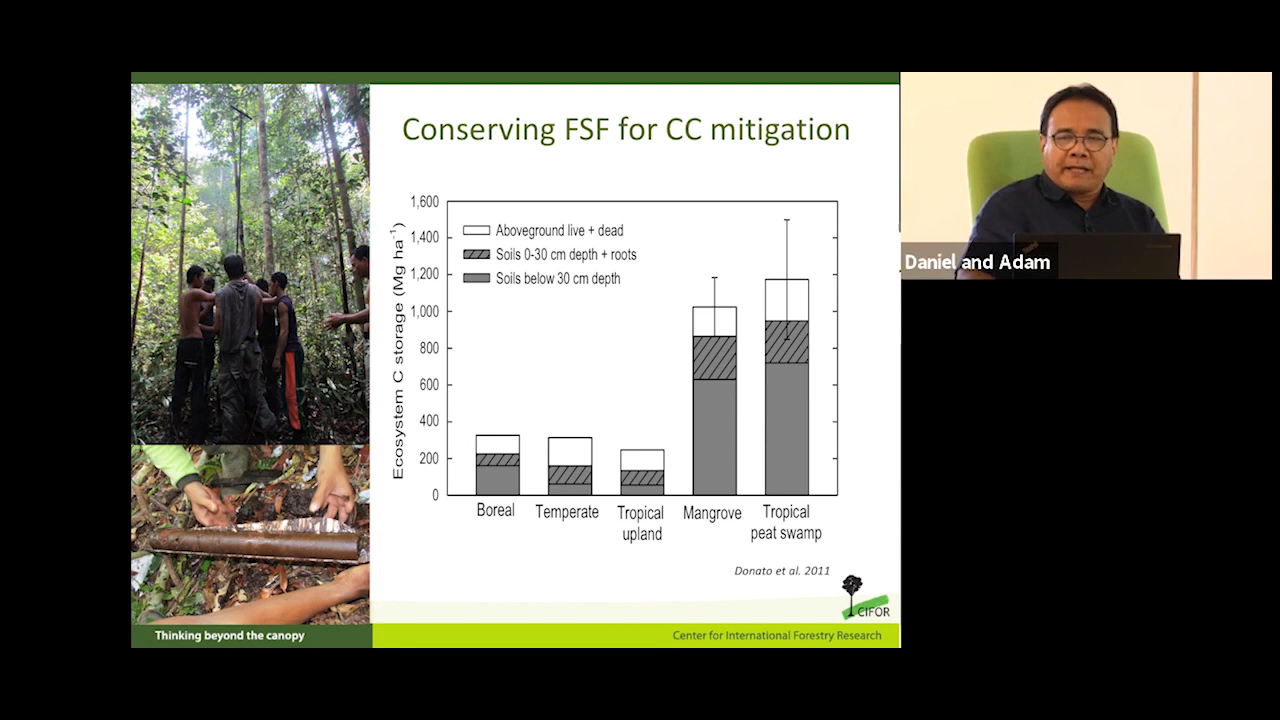 Conserving FSF for CC mitigation
Ecosystem C storage (Mg ha⁻¹)
1,600
1,400
1,200
1,000
800
600
400
200
0
Aboveground live + dead
Soils 0-30 cm depth + roots
Soils below 30 cm depth
Boreal
Temperate
Tropical
upland
Mangrove
Tropical
peat swamp
Donato et al. 2011
CIFOR
Thinking beyond the canopy
Center for International Forestry Research
Daniel and Adam